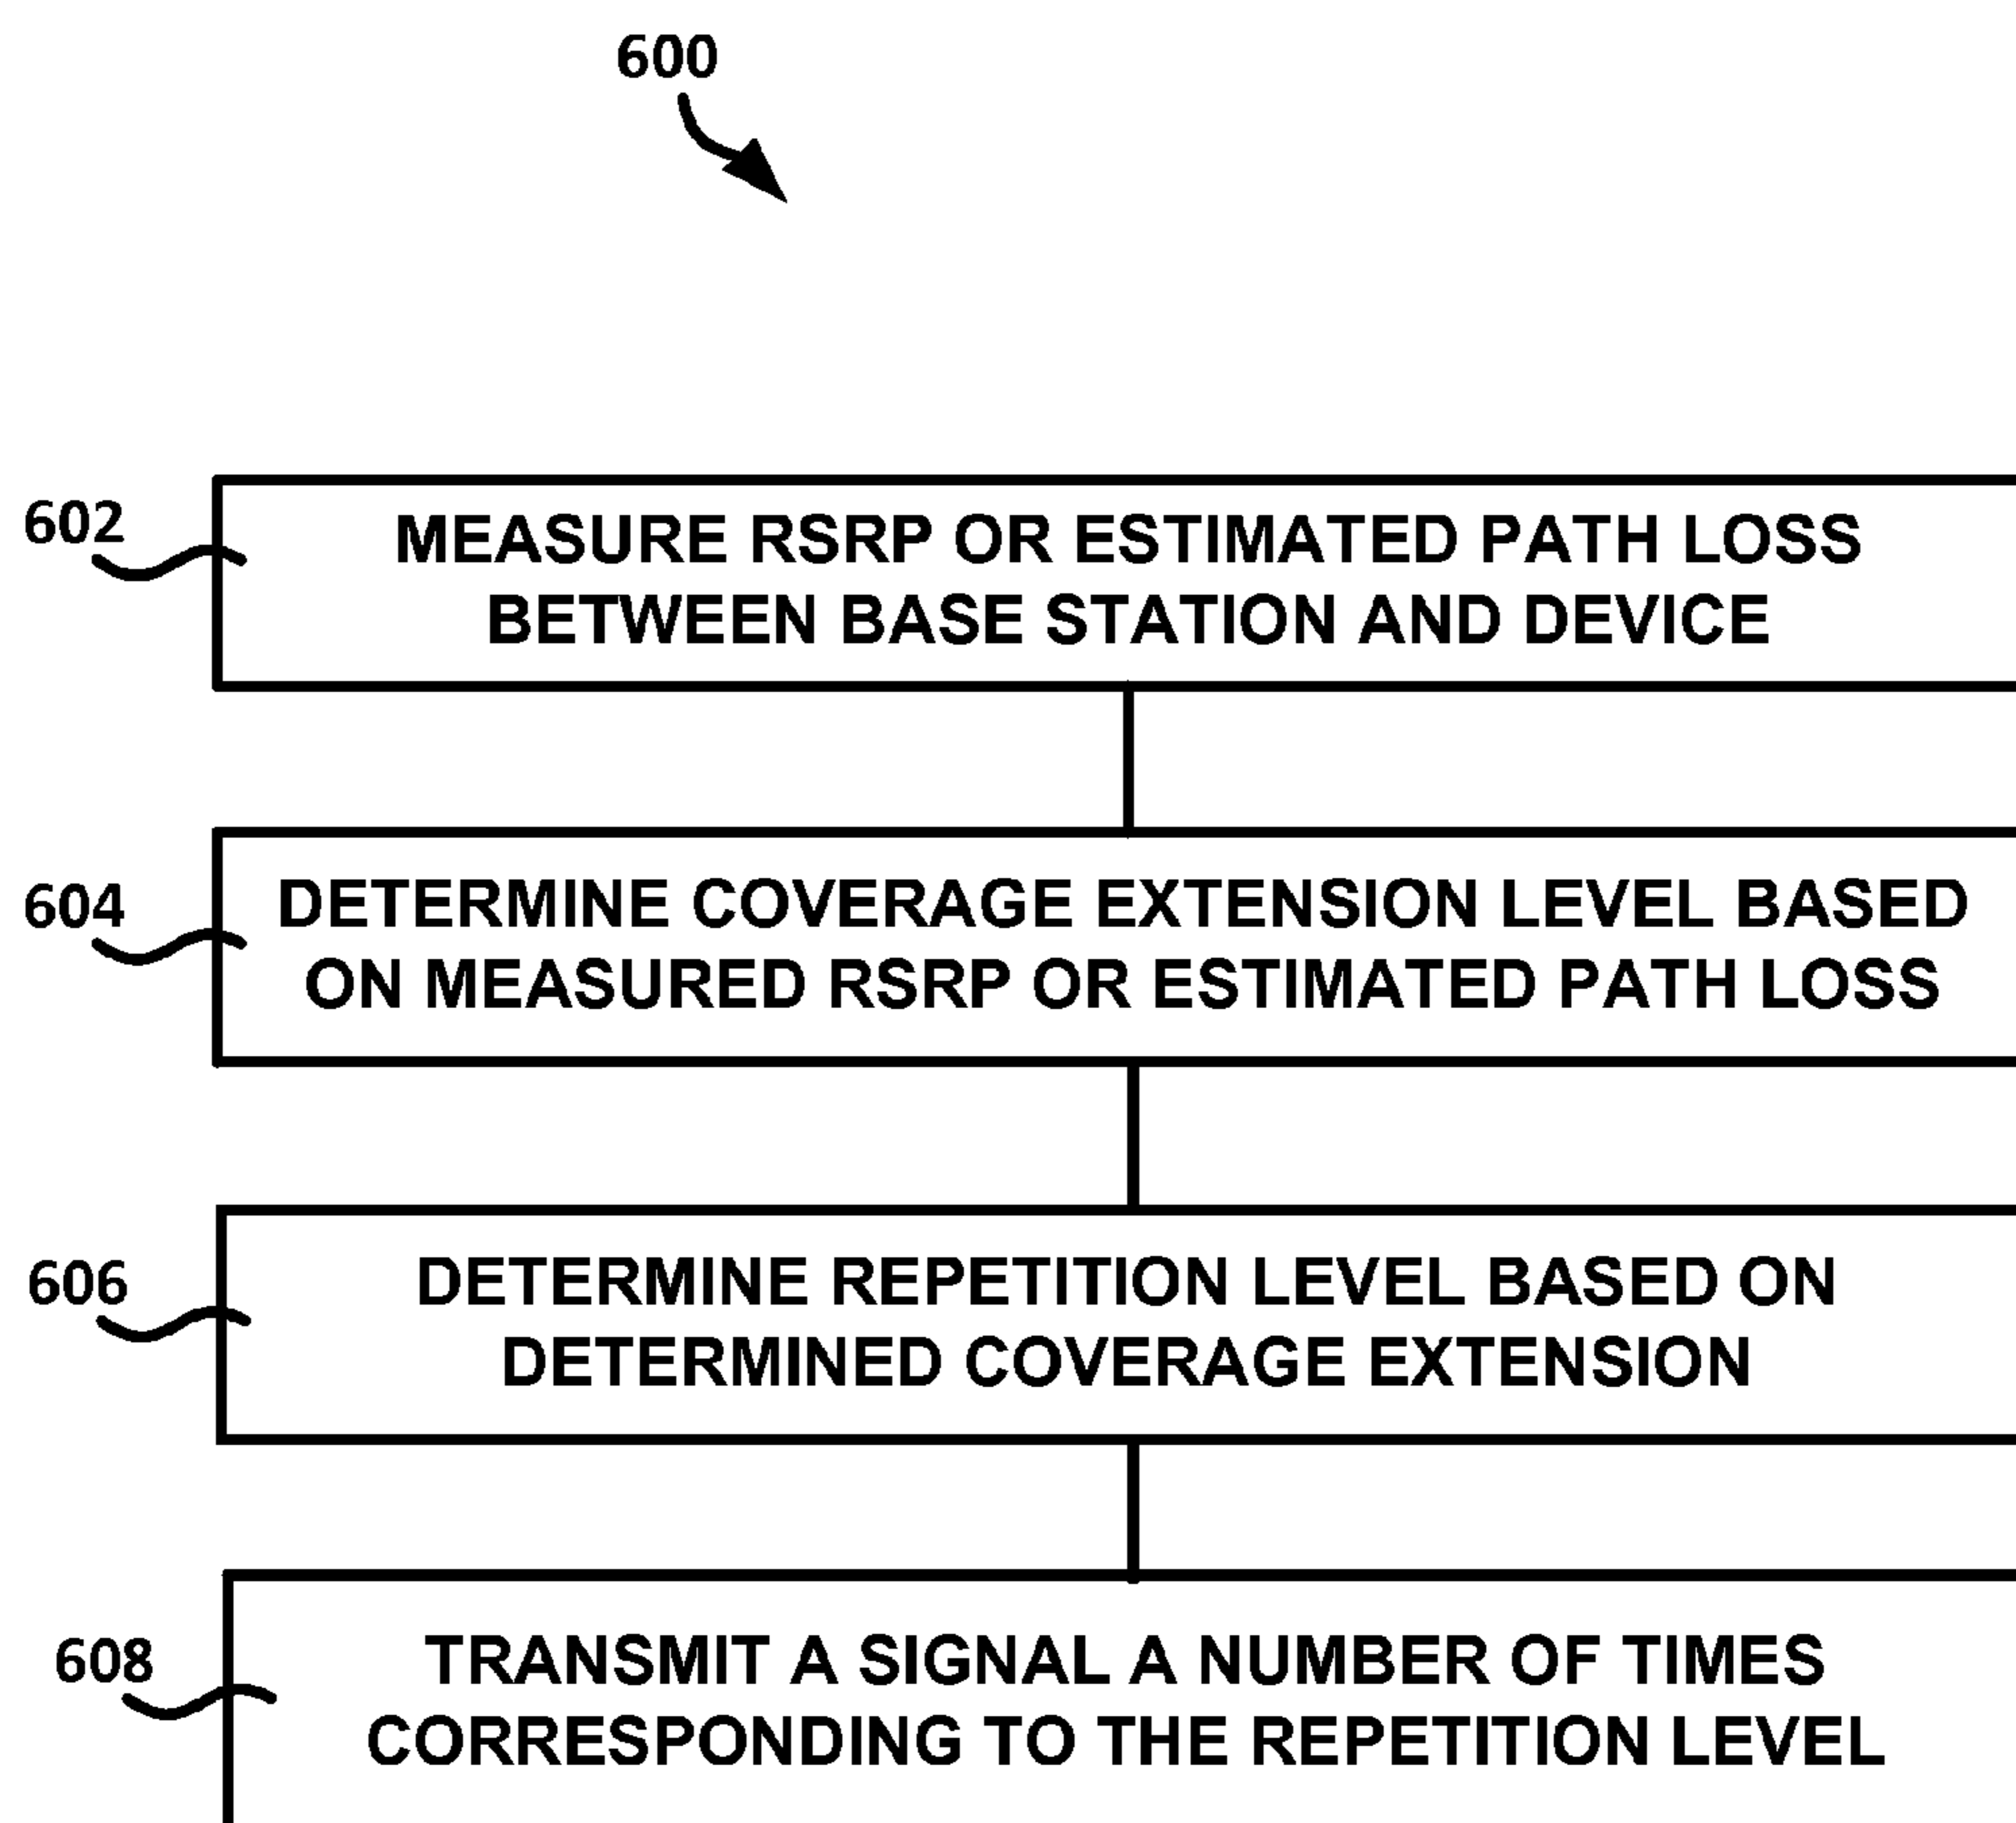 600
602
MEASURE RSRP OR ESTIMATED PATH LOSS
BETWEEN BASE STATION AND DEVICE
604
DETERMINE COVERAGE EXTENSION LEVEL BASED
ON MEASURED RSRP OR ESTIMATED PATH LOSS
606
DETERMINE REPETITION LEVEL BASED ON
DETERMINED COVERAGE EXTENSION
608
TRANSMIT A SIGNAL A NUMBER OF TIMES
CORRESPONDING TO THE REPETITION LEVEL